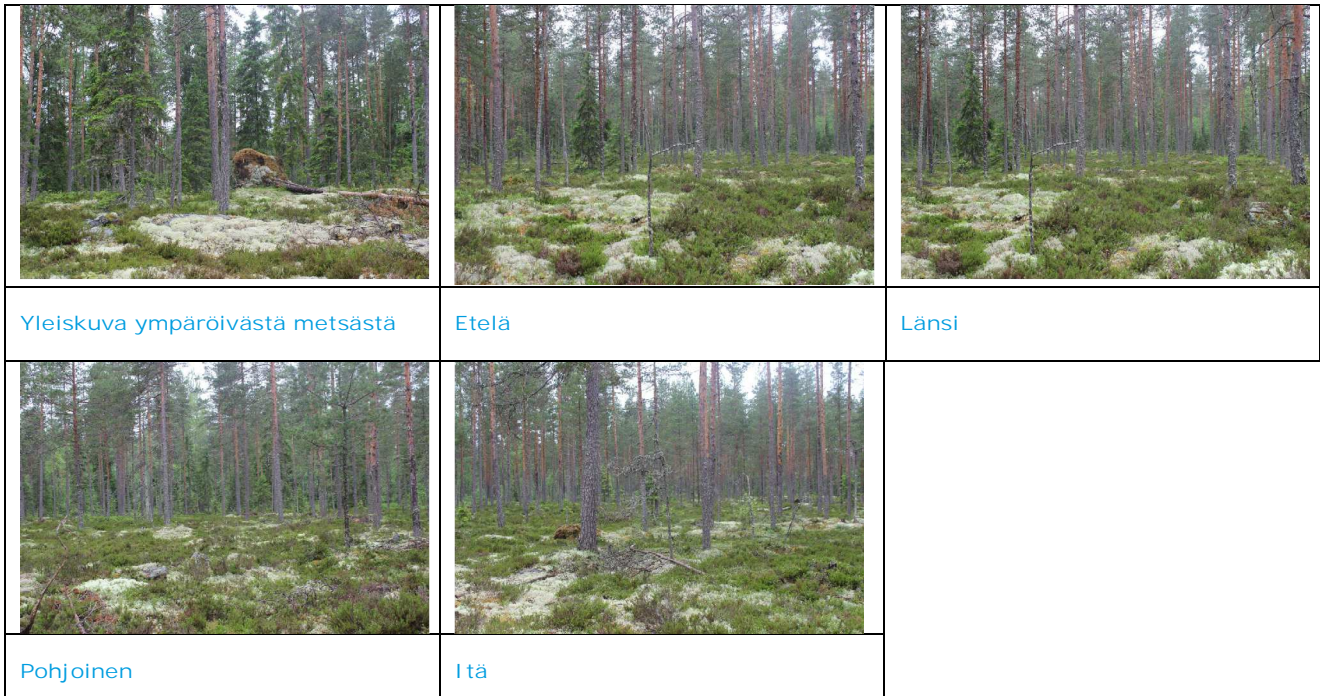 Yleiskuva ympäröivästä metsästä
Etelä
Länsi
Pohjoinen
Itä